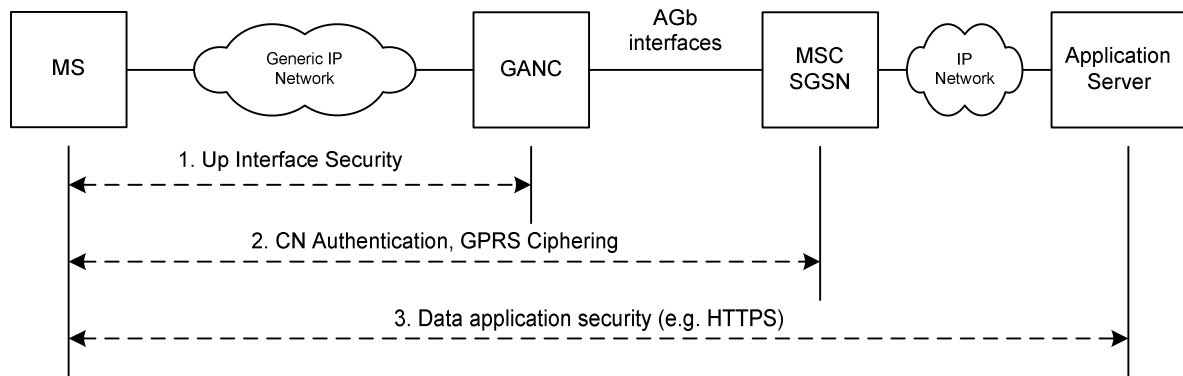 AGb
interfaces
MS
Generic IP
Network
GANC
MSC
SGSN
IP
Network
Application
Server
1. Up Interface Security
2. CN Authentication, GPRS Ciphering
3. Data application security (e.g. HTTPS)